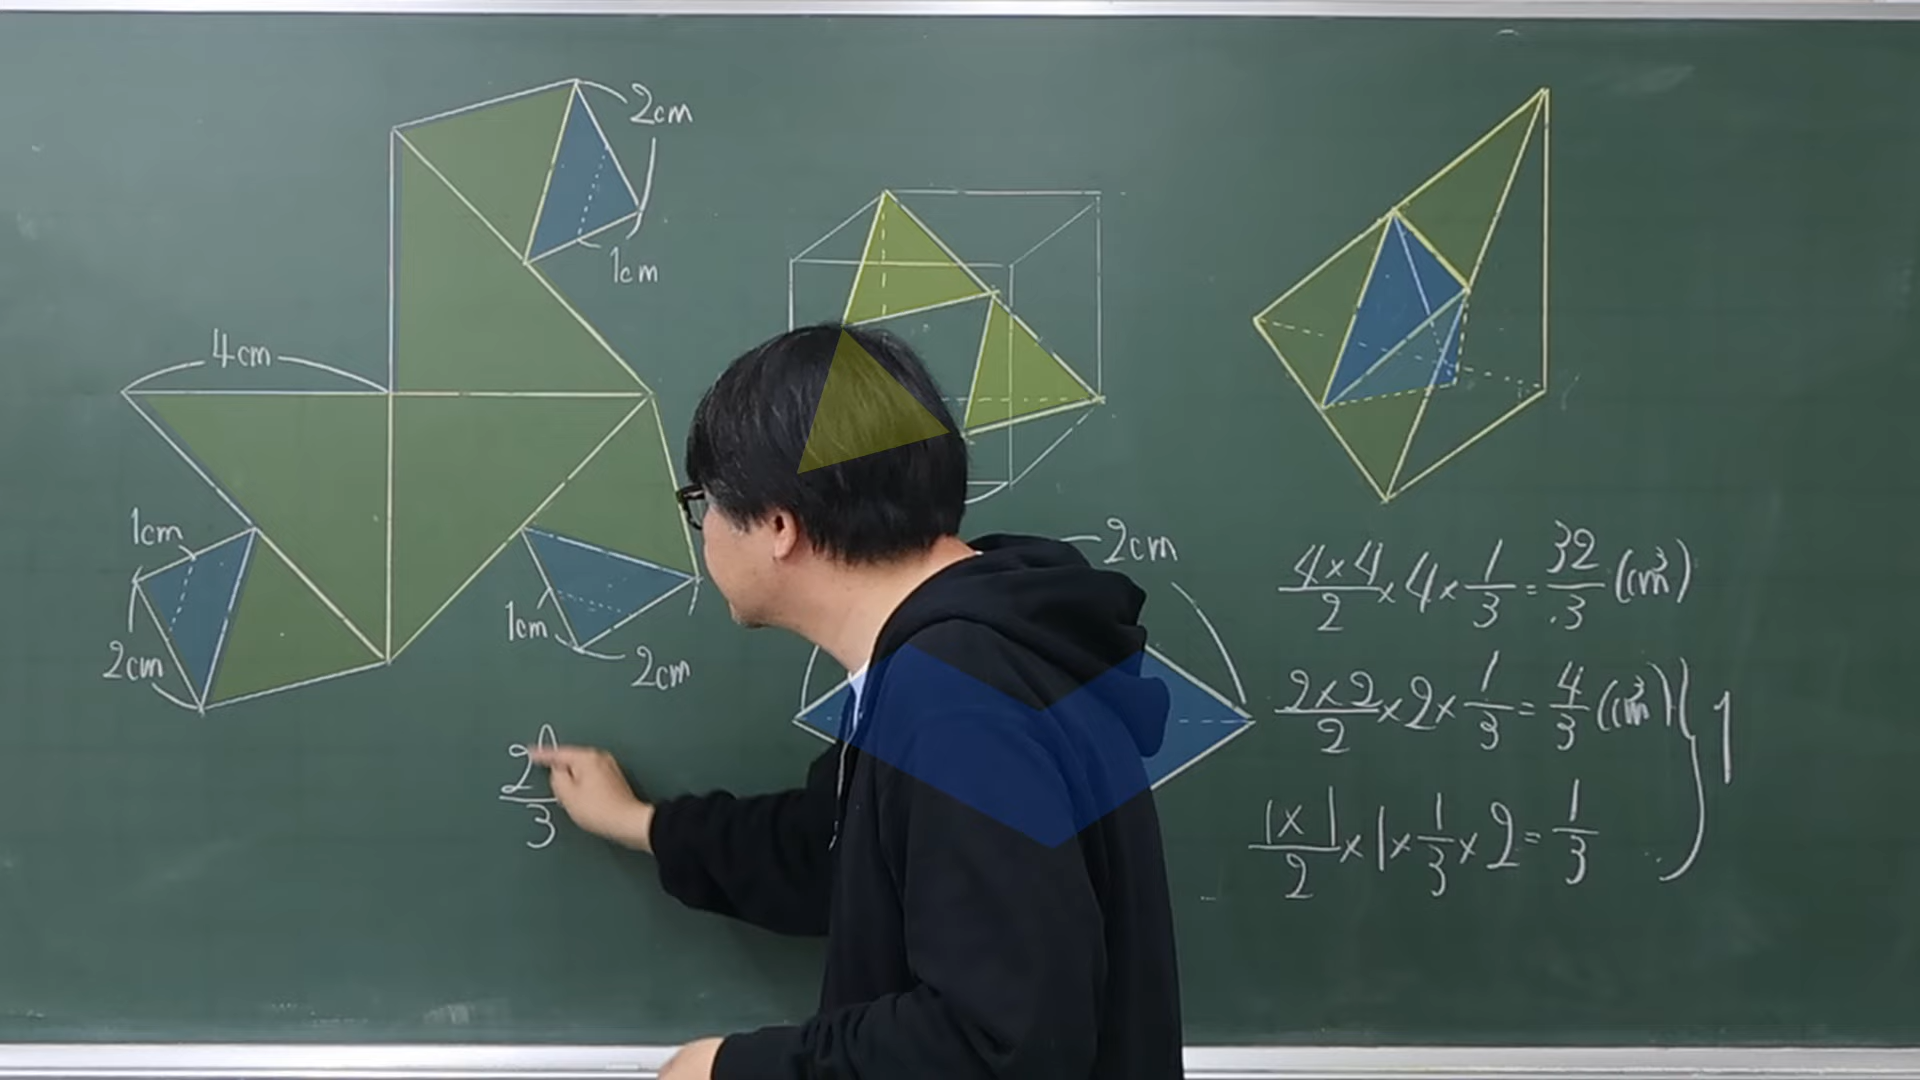 2cm
1cm
4cm
1cm
2cm
1cm
2cm
2cm
4×4/2×4×1/3=32/3(cm³)
2×2/2×2×1/3=4/3(cm³)
1×1/2×1×1/3×2=1/3
1
/3